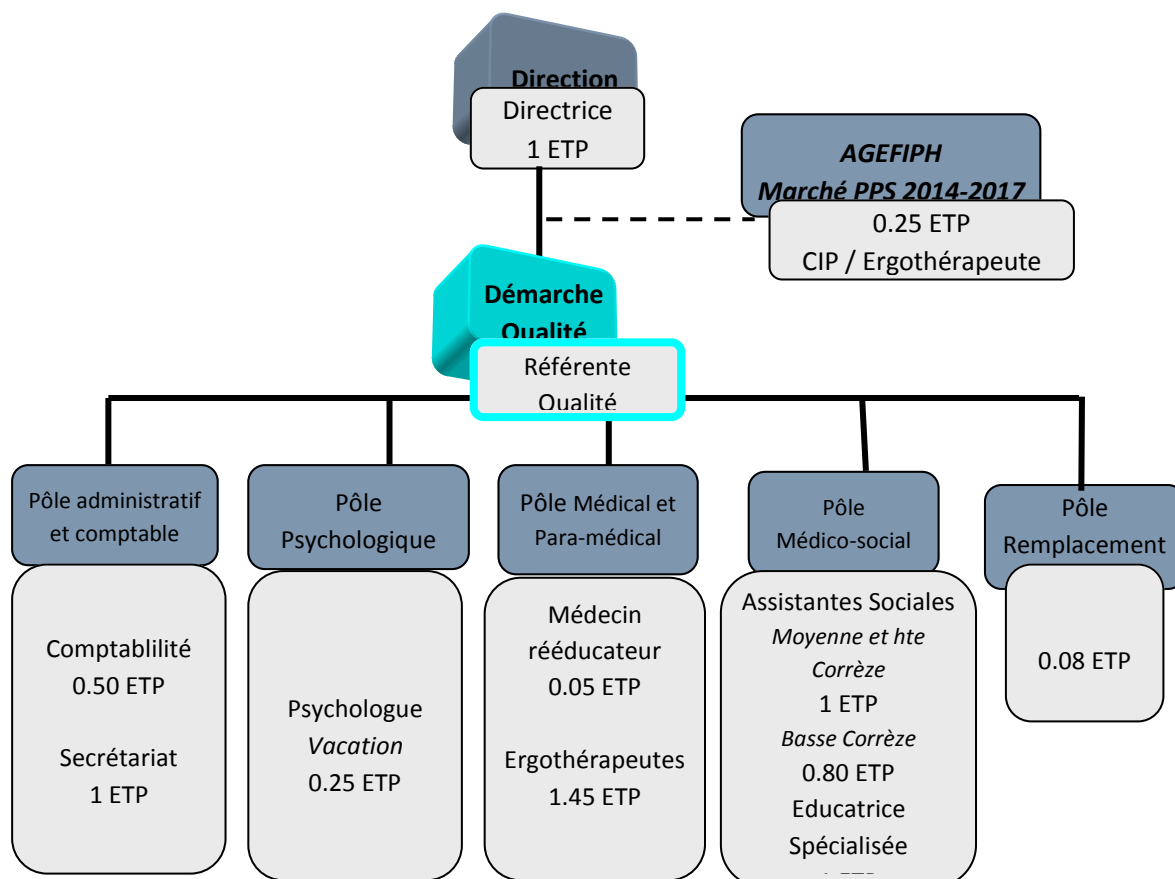 Direction
Directrice
1 ETP
AGEFIPH
Marché PPS 2014-2017
0.25 ETP
CIP / Ergothérapeute
Démarche
Qualité
Référente
Qualité
Pôle administratif
et comptable
Comptablilité
0.50 ETP
Secrétariat
1 ETP
Pôle
Psychologique
Psychologue
Vacation
0.25 ETP
Pôle Médical et
Para-médical
Médecin
rééducateur
0.05 ETP
Ergothérapeutes
1.45 ETP
Pôle
Médico-social
Assistantes Sociales
Moyenne et hte
Corrèze
1 ETP
Basse Corrèze
0.80 ETP
Educatrice
Spécialisée
Pôle
Remplacement
0.08 ETP